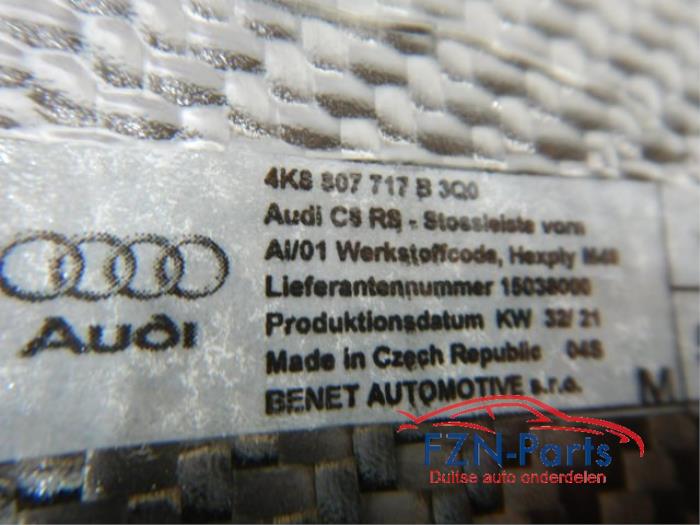 4K8 807 717 B 3Q0
Audi C8 RS - Stossleiste vorn
AI/01 Werkstoffcode, Hexply M49
Lieferantennummer 15038000
Produktionsdatum KW 32/ 21
Made in Czech Republic 04S
BENET AUTOMOTIVE s.r.o.
M
Audi
FZN-Parts
Duitse auto onderdelen